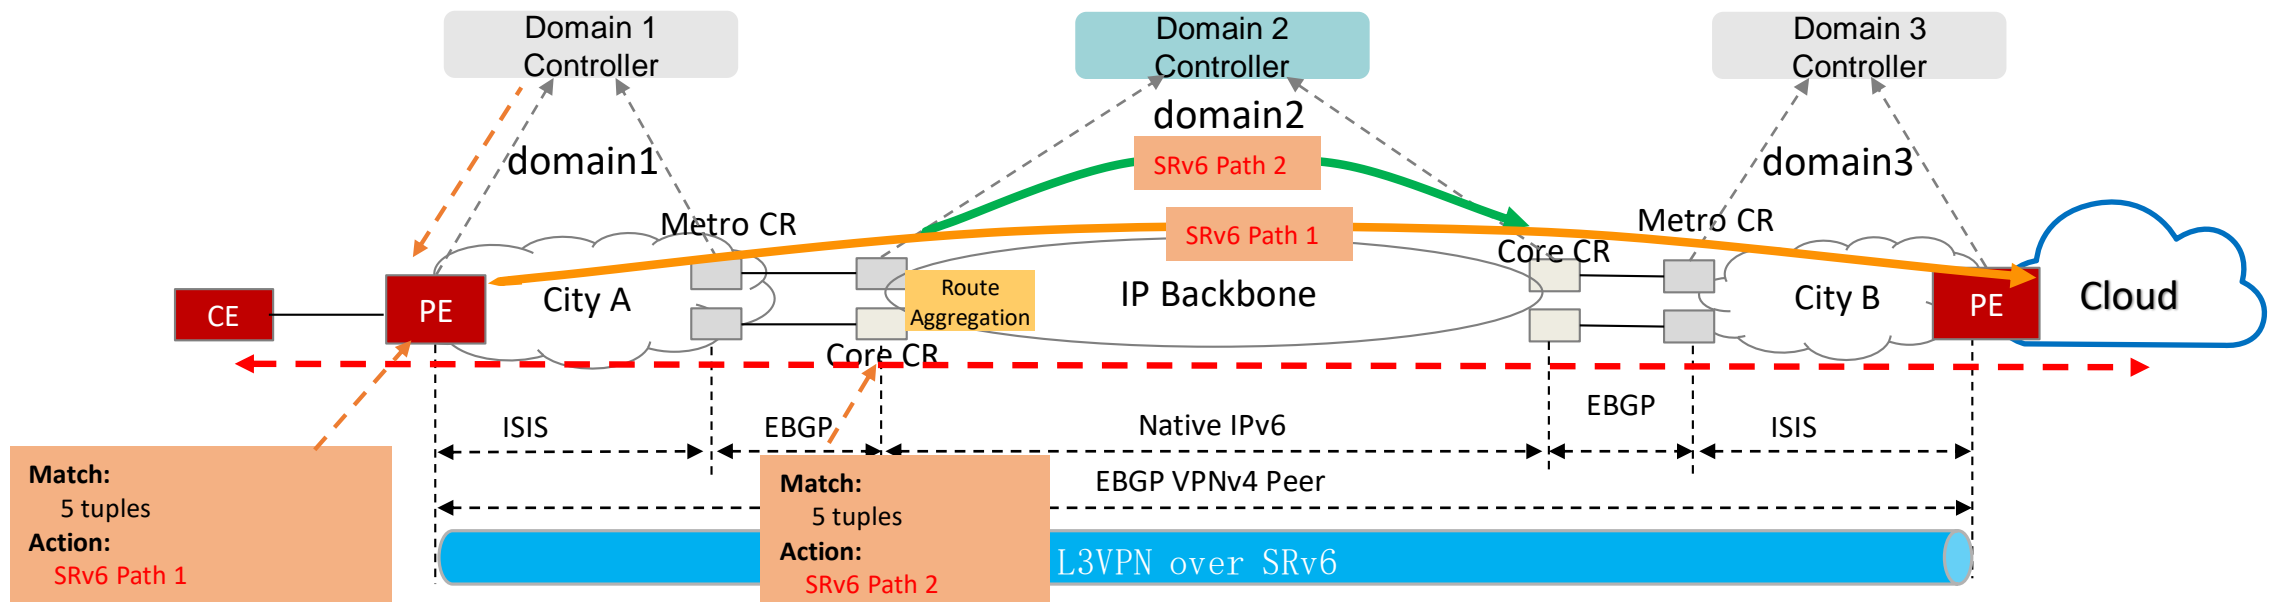 Domain 1
Controller
Domain 2
Controller
Domain 3
Controller
domain1
domain2
domain3
SRv6 Path 2
SRv6 Path 1
Metro CR
Metro CR
Core CR
CE
PE
City A
Route
Aggregation
IP Backbone
City B
PE
Cloud
Core CR
ISIS
EBGP
Native IPv6
EBGP
ISIS
EBGP VPNv4 Peer
Match:
5 tuples
Action:
SRv6 Path 1
Match:
5 tuples
Action:
SRv6 Path 2
L3VPN over SRv6